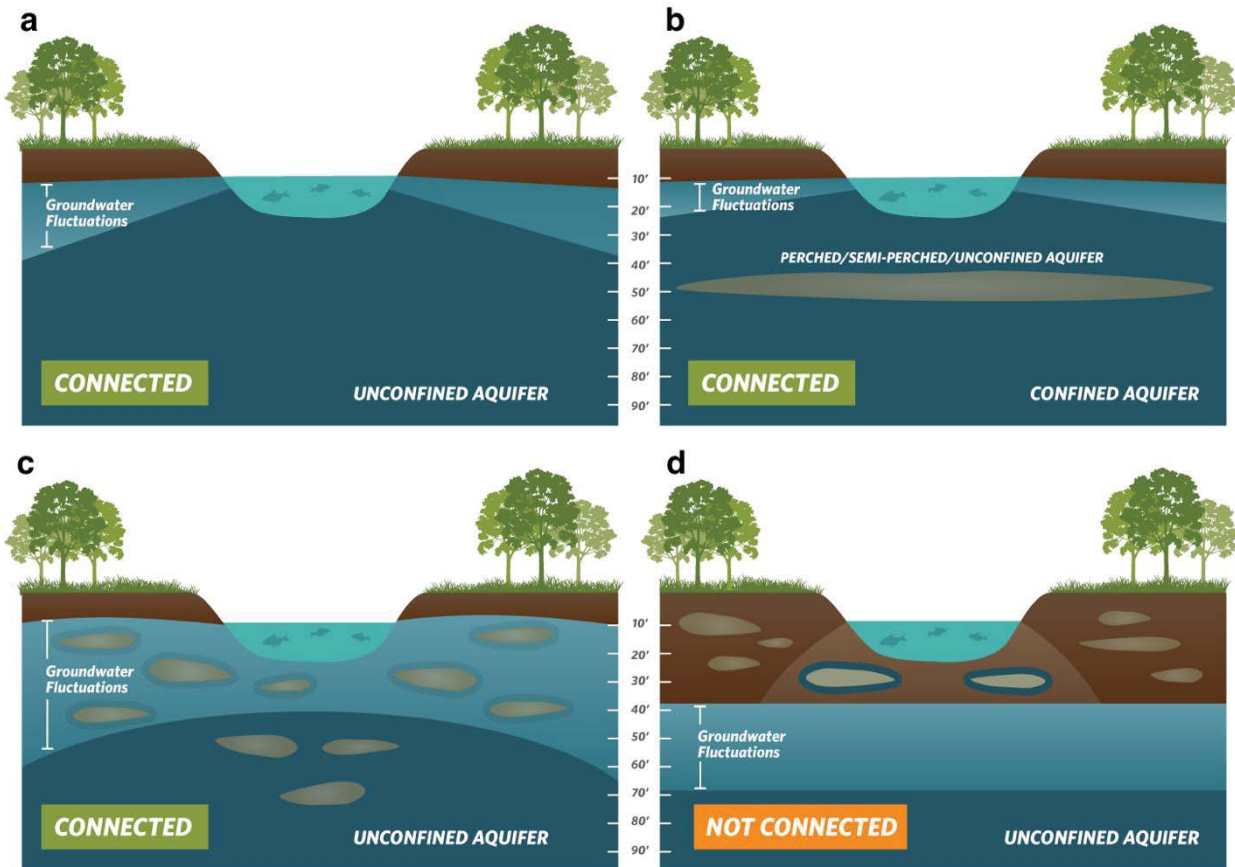 a
b
Groundwater
Fluctuations
10'
20'
30'
40'
50'
60'
70'
80'
90'
Groundwater
Fluctuations
PERCHED/SEMI-PERCHED/UNCONFINED AQUIFER
CONNECTED
UNCONFINED AQUIFER
CONNECTED
CONFINED AQUIFER
c
d
Groundwater
Fluctuations
10'
20'
30'
40'
50'
60'
70'
80'
90'
Groundwater
Fluctuations
CONNECTED
UNCONFINED AQUIFER
NOT CONNECTED
UNCONFINED AQUIFER